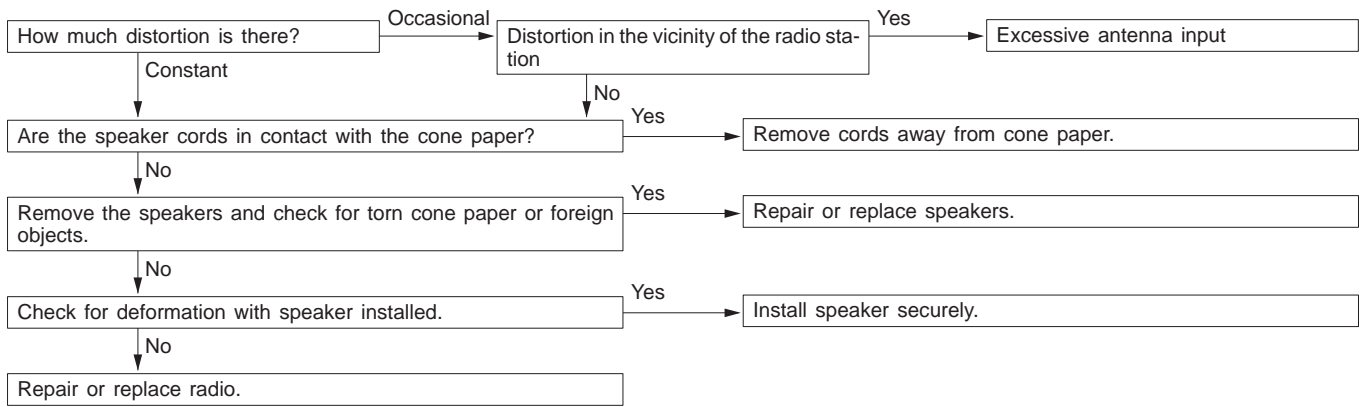 How much distortion is there?
Occasional
Distortion in the vicinity of the radio sta-
tion
Yes
Excessive antenna input
Constant
No
Are the speaker cords in contact with the cone paper?
Yes
Remove cords away from cone paper.
No
Remove the speakers and check for torn cone paper or foreign
objects.
Yes
Repair or replace speakers.
No
Check for deformation with speaker installed.
Yes
Install speaker securely.
No
Repair or replace radio.